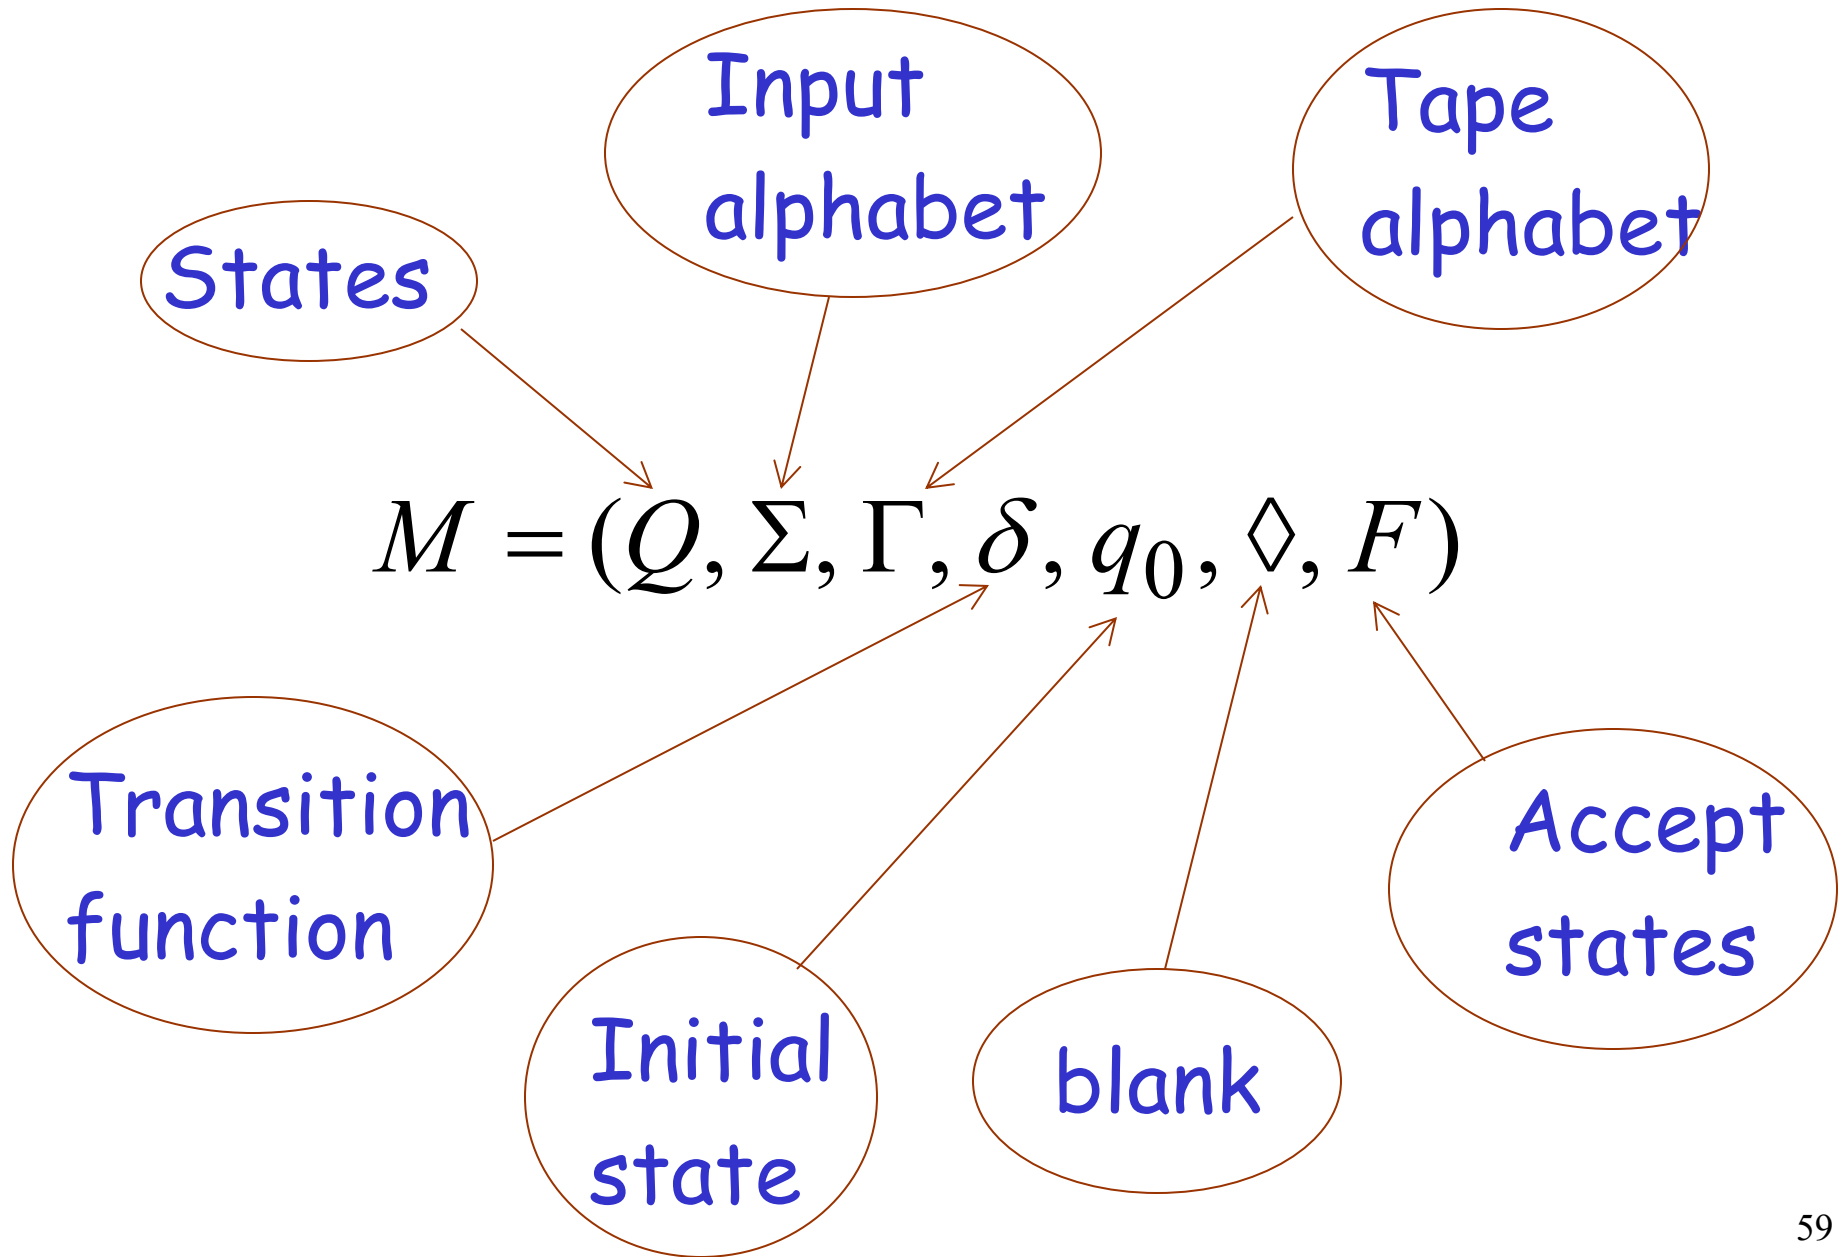 Input
alphabet
Tape
alphabet
States
M = (Q, Σ, Γ, δ, q₀, ◊, F)
Transition
function
Initial
state
blank
Accept
states
59